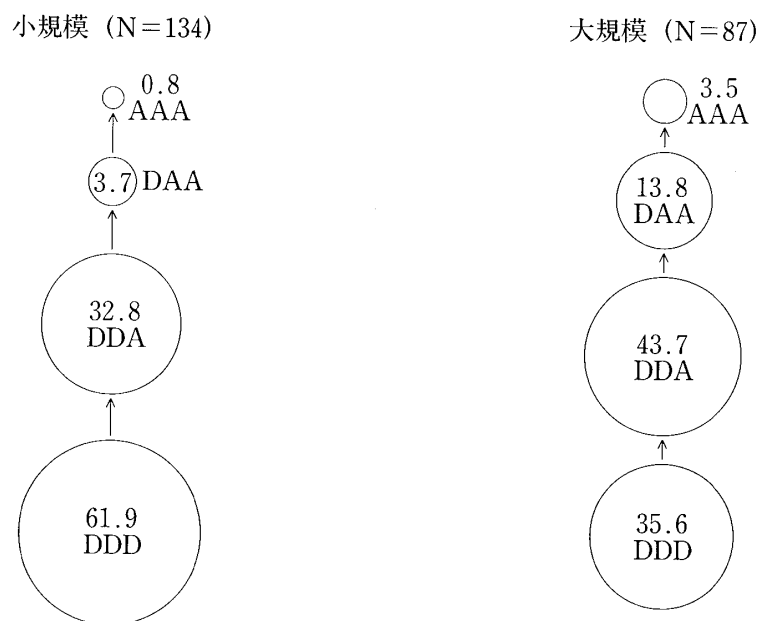 小規模（N＝134）
0.8
AAA
3.7 DAA
32.8
DDA
61.9
DDD
大規模（N＝87）
3.5
AAA
13.8
DAA
43.7
DDA
35.6
DDD